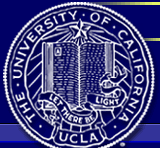 THE UNIVERSITY OF CALIFORNIA
LET THERE BE
LIGHT
UCLA